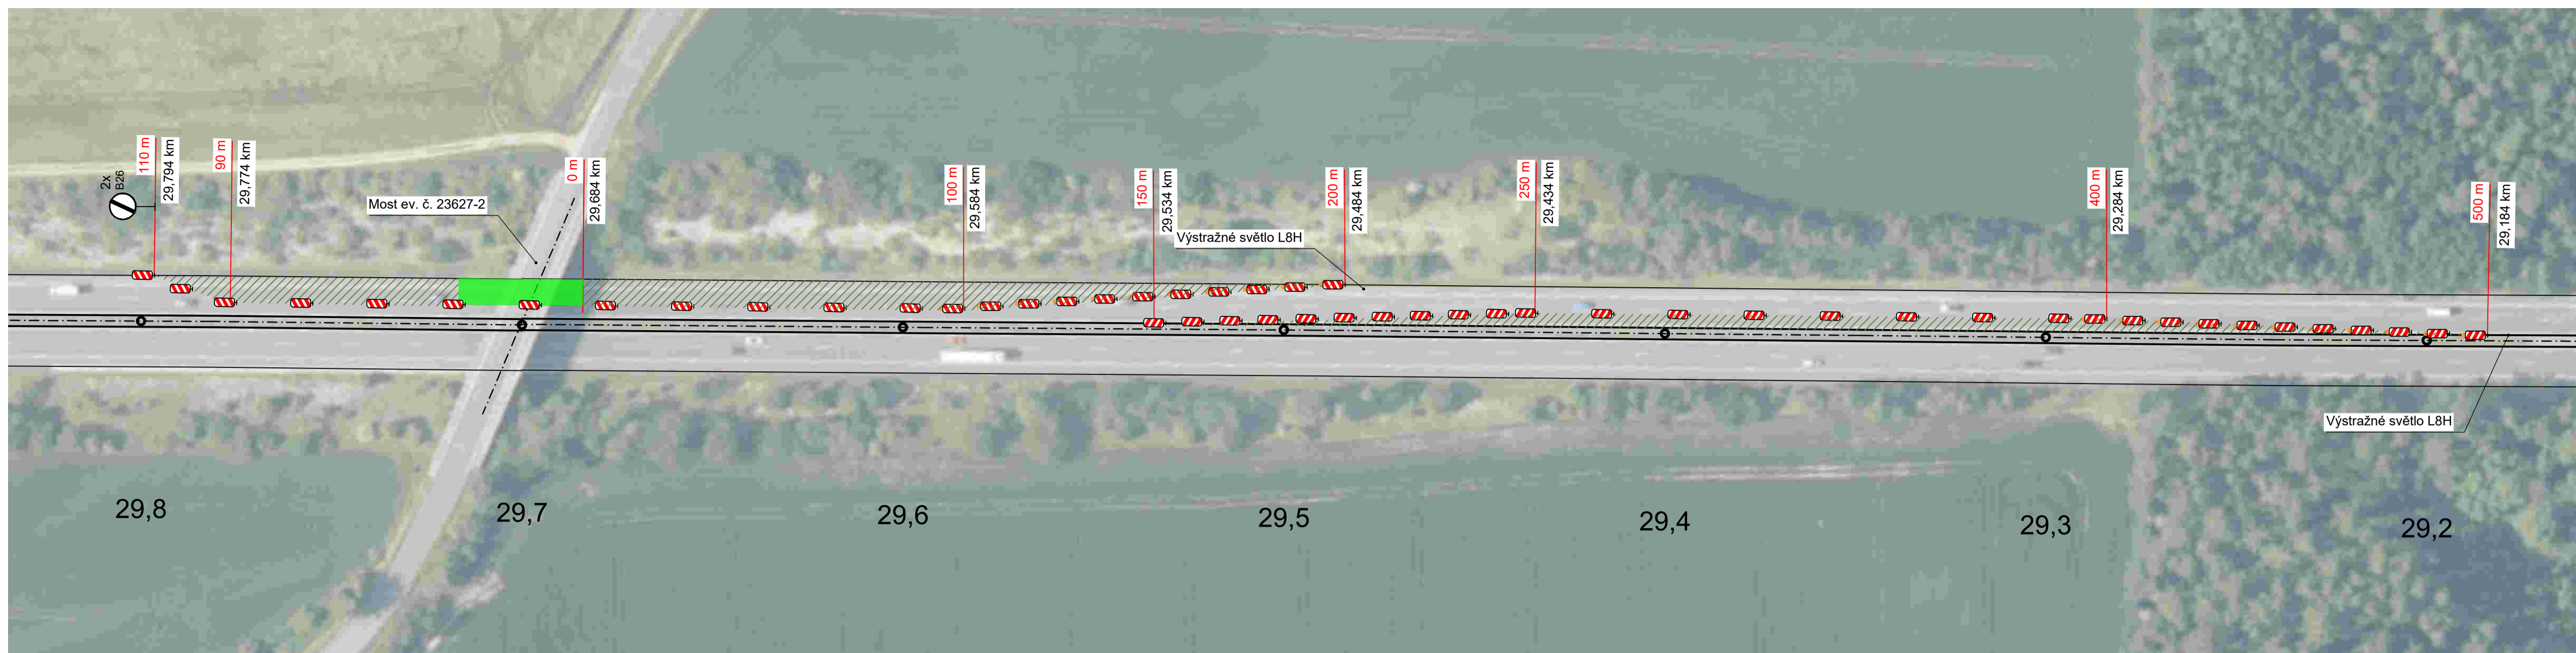 2x
B26
110 m
29,794 km
90 m
29,774 km
Most ev. č. 23627-2
0 m
29,684 km
100 m
29,584 km
150 m
29,534 km
Výstražné světlo L8H
200 m
29,484 km
250 m
29,434 km
400 m
29,284 km
500 m
29,184 km
Výstražné světlo L8H
29,8
29,7
29,6
29,5
29,4
29,3
29,2